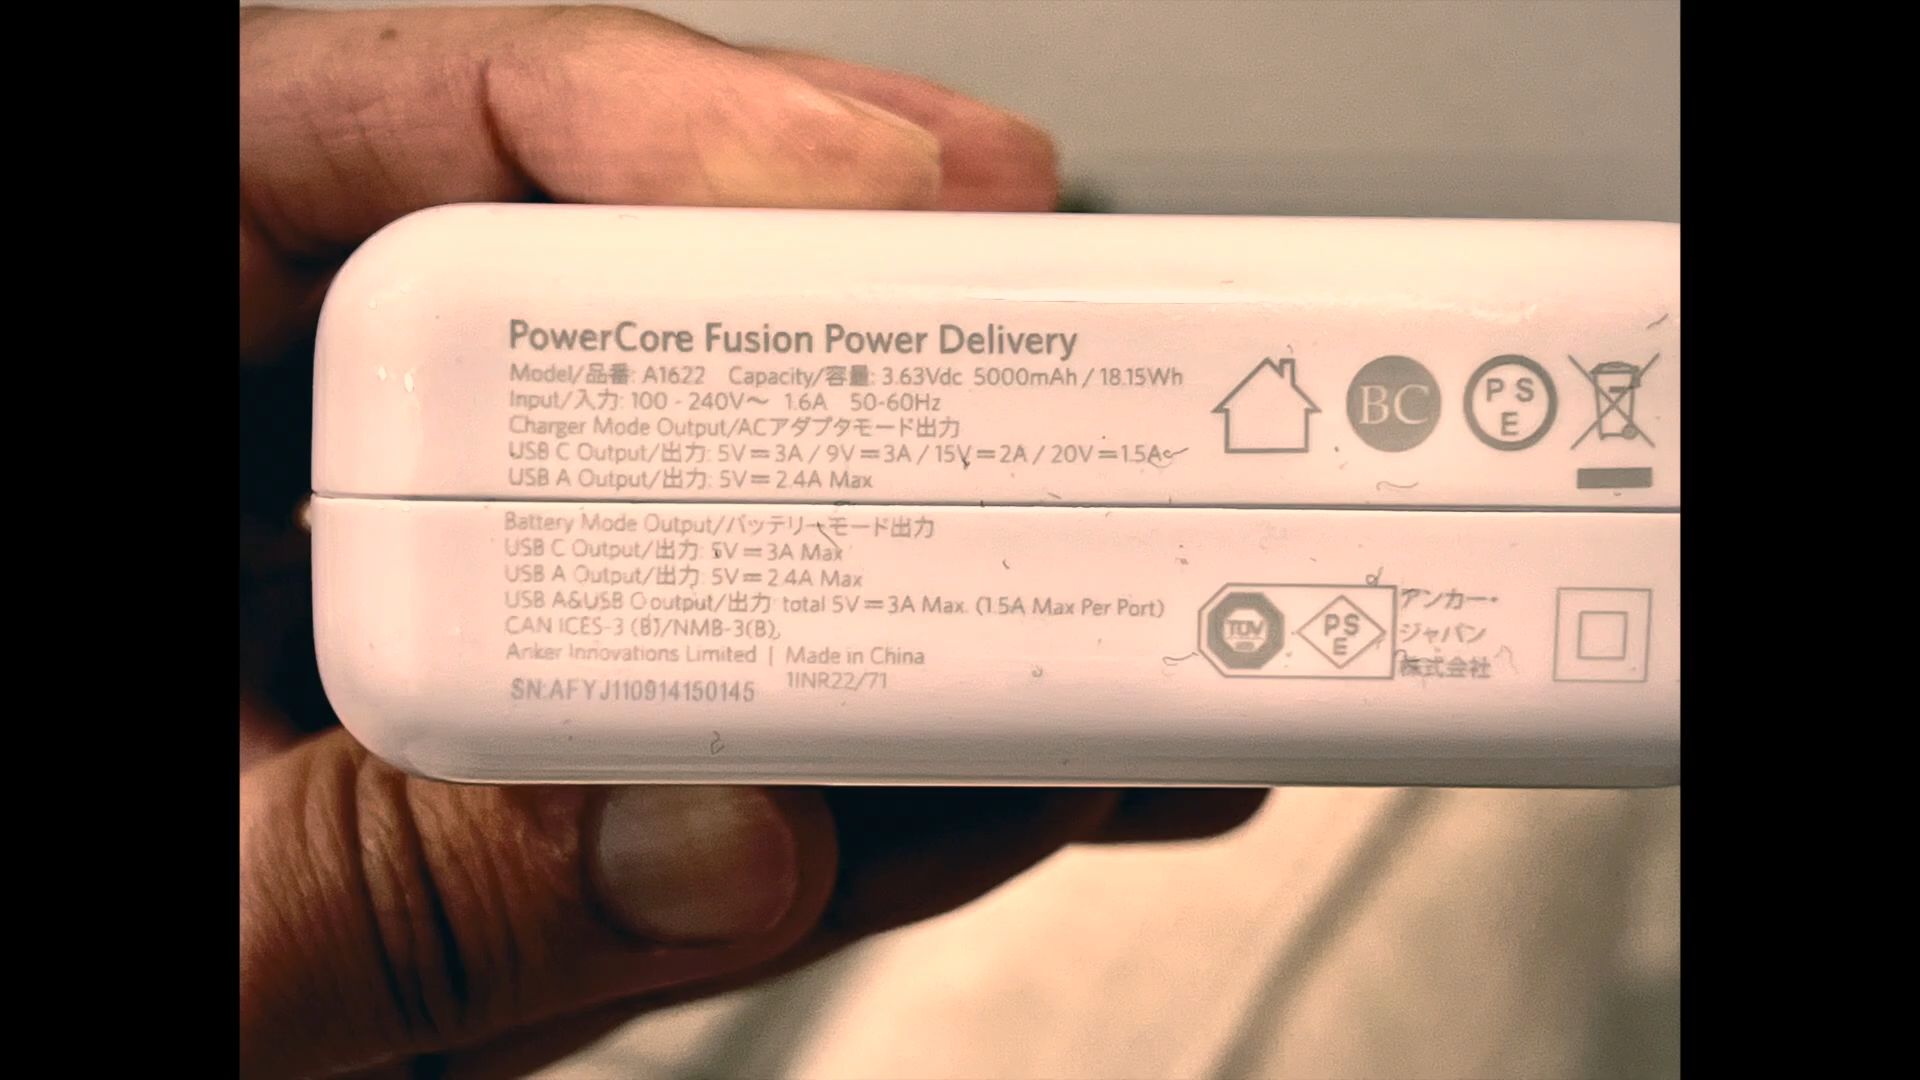 PowerCore Fusion Power Delivery
Model/品番: A1622 Capacity/容量: 3.63Vdc 5000mAh / 18.15Wh
Input/入力: 100 - 240V～ 1.6A 50-60Hz
Charger Mode Output/ACアダプタモード出力
USB C Output/出力: 5V⎓3A / 9V⎓3A / 15V⎓2A / 20V⎓1.5A
USB A Output/出力: 5V⎓2.4A Max
BC
PSE
Battery Mode Output/バッテリーモード出力
USB C Output/出力: 5V⎓3A Max
USB A Output/出力: 5V⎓2.4A Max
USB A&USB C output/出力: total 5V⎓3A Max. (1.5A Max Per Port)
CAN ICES-3 (B)/NMB-3(B)
Anker Innovations Limited | Made in China
1INR22/71
SN:AFYJ110914150145
TÜV
PSE
アンカー・
ジャパン
株式会社